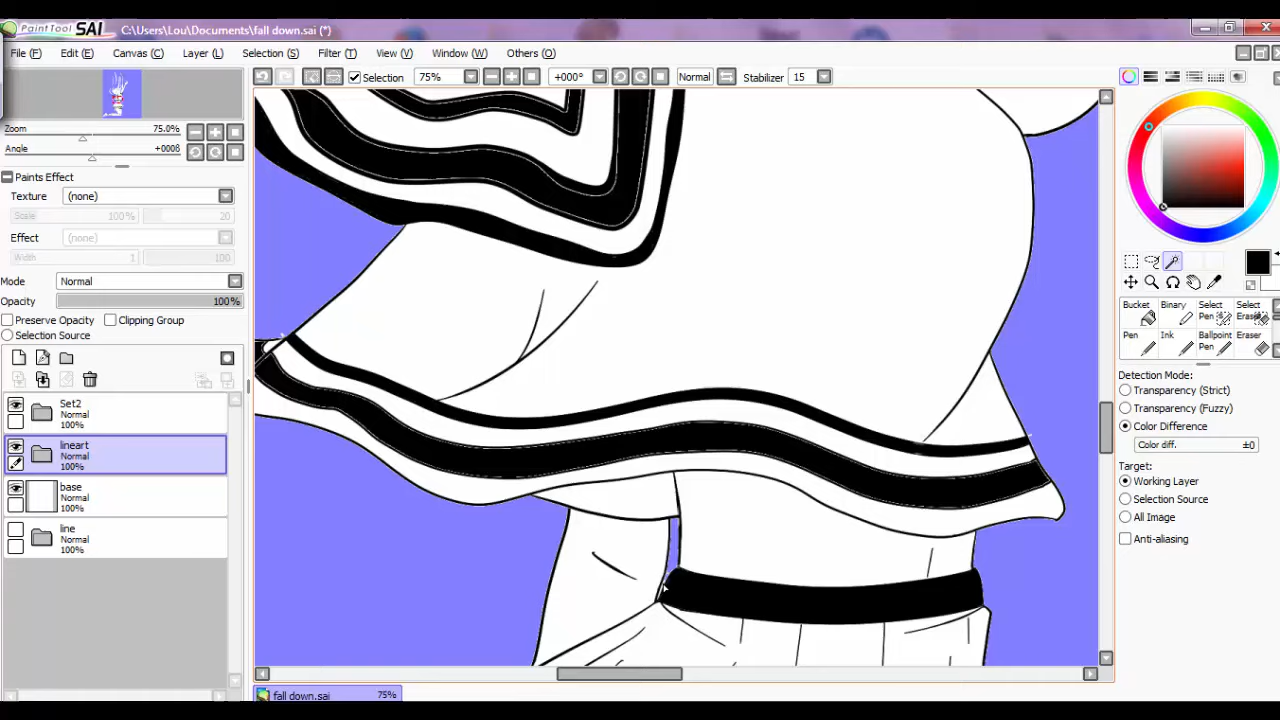 PaintTool SAI C:\Users\Lou\Documents\fall down.sai (*)
File (F) Edit (E) Canvas (C) Layer (L) Selection (S) Filter (T) View (V) Window (W) Others (O)
Selection 75% +000° Normal Stabilizer 15
Zoom 75.0%
Angle +0008
Paints Effect
Texture (none)
Scale 100% 20
Effect (none)
Width 1 100
Mode Normal
Opacity 100%
Preserve Opacity Clipping Group
Selection Source
Set2
Normal
100%
lineart
Normal
100%
base
Normal
100%
line
Normal
100%
Bucket Binary Select Pen Select Eraser
Pen Ink Ballpoint Pen Eraser
Detection Mode:
Transparency (Strict)
Transparency (Fuzzy)
Color Difference
Color diff. ±0
Target:
Working Layer
Selection Source
All Image
Anti-aliasing
fall down.sai 75%